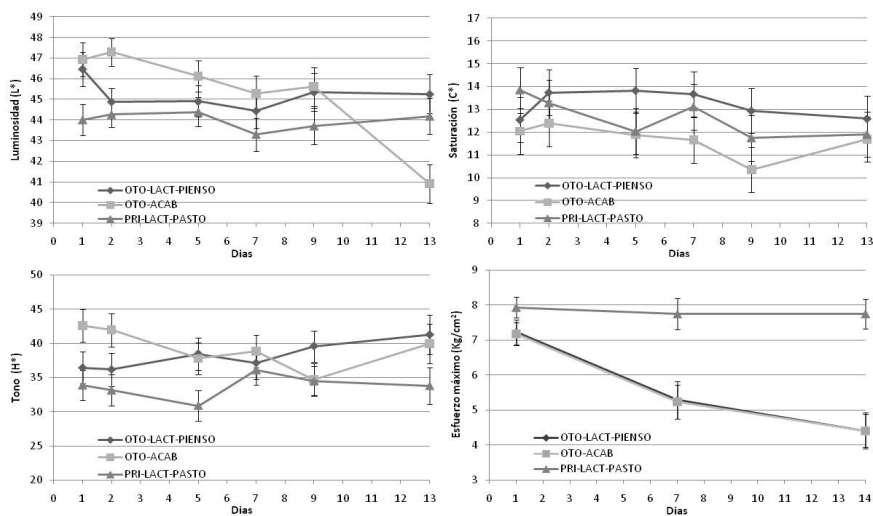 49
48
47
46
45
44
43
42
41
40
39
Luminosidad (L*)
OTO-LACT-PIENSO
OTO-ACAB
PRI-LACT-PASTO
0 1 2 3 4 5 6 7 8 9 10 11 12 13
Dias
17
16
15
14
13
12
11
10
9
8
Saturación (C*)
OTO-LACT-PIENSO
OTO-ACAB
PRI-LACT-PASTO
0 1 2 3 4 5 6 7 8 9 10 11 12 13
Dias
50
45
40
35
30
25
20
Tono (H*)
OTO-LACT-PIENSO
OTO-ACAB
PRI-LACT-PASTO
0 1 2 3 4 5 6 7 8 9 10 11 12 13
Dias
9
8
7
6
5
4
3
Esfuerzo máximo (Kg/cm²)
OTO-LACT-PIENSO
OTO-ACAB
PRI-LACT-PASTO
0 1 2 3 4 5 6 7 8 9 10 11 12 13 14
Dias